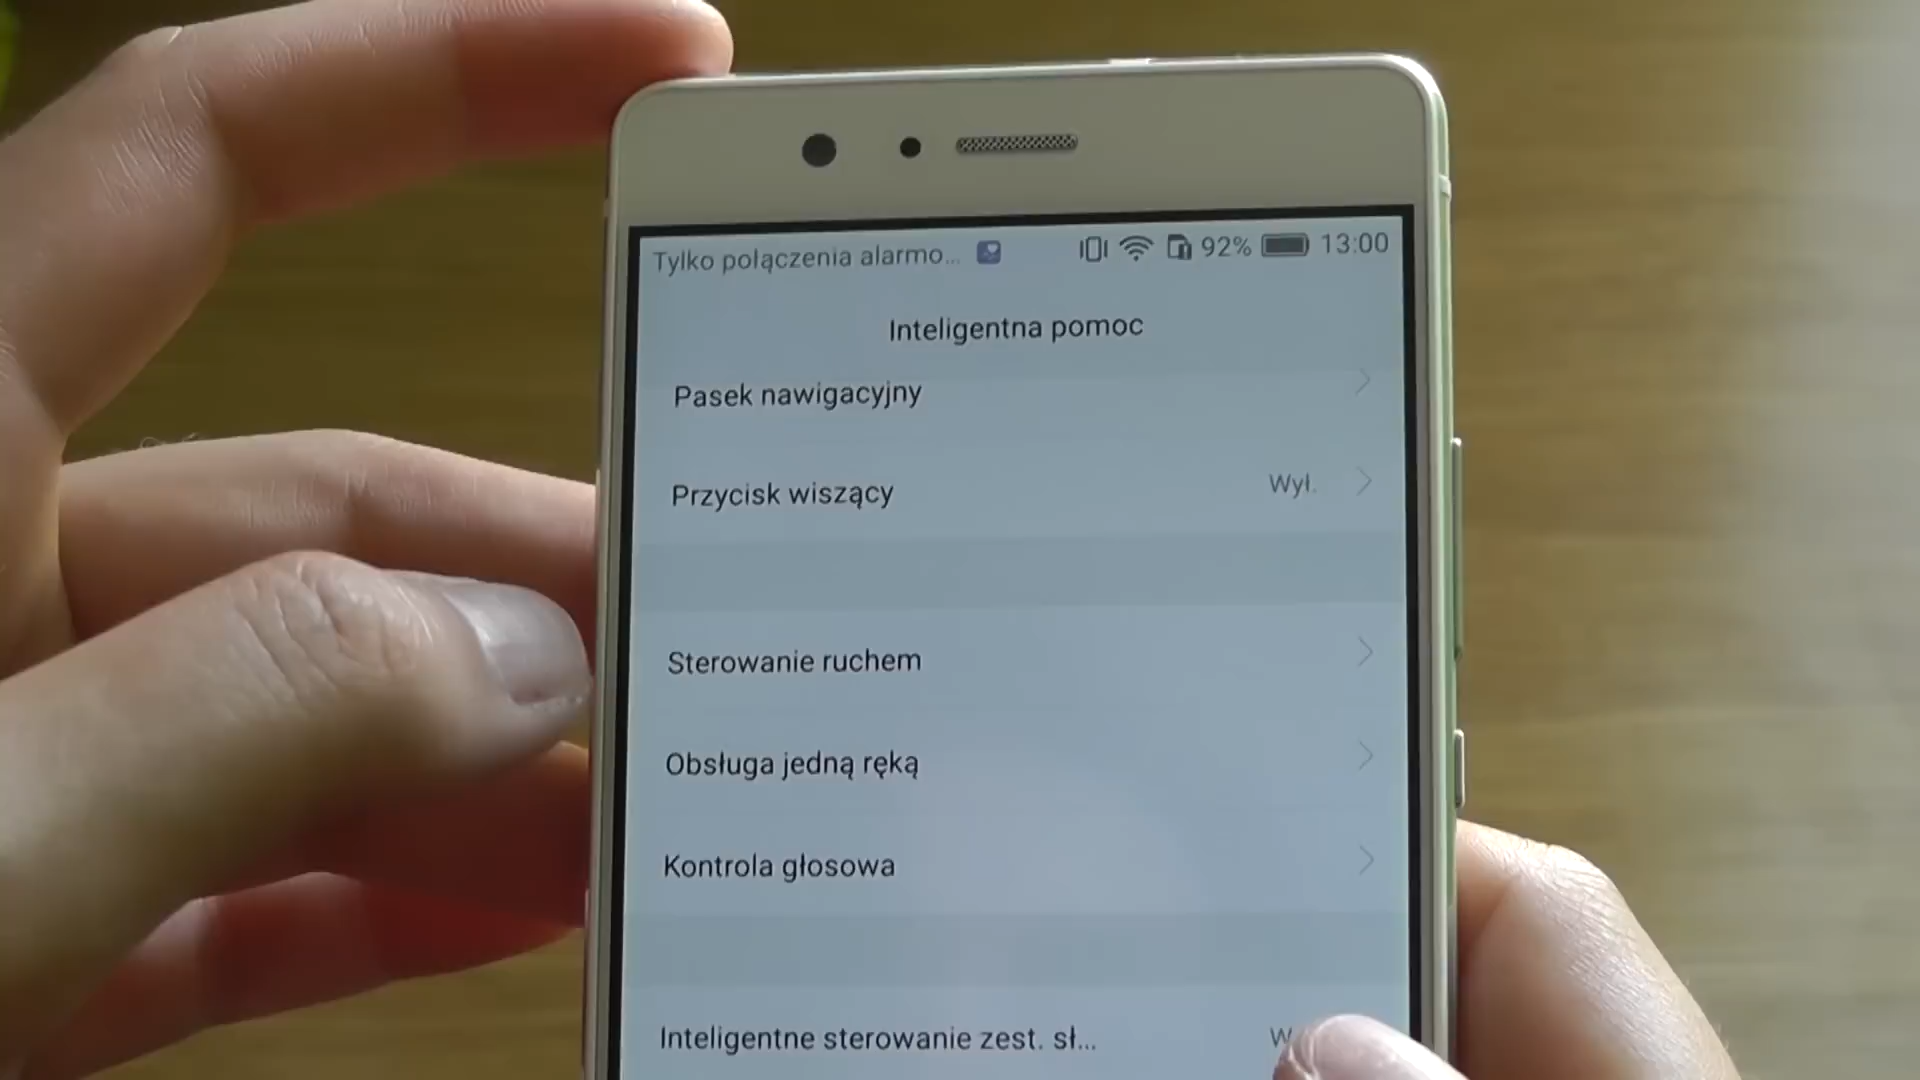 Tylko połączenia alarmo... 92% 13:00
Inteligentna pomoc
Pasek nawigacyjny
Przycisk wiszący Wył.
Sterowanie ruchem
Obsługa jedną ręką
Kontrola głosowa
Inteligentne sterowanie zest. sł...